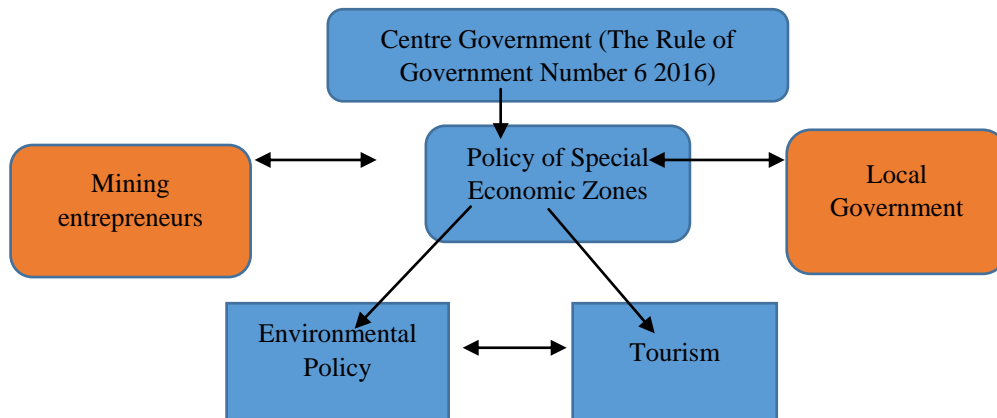 Centre Government (The Rule of
Government Number 6 2016)
Mining
entrepreneurs
Policy of Special
Economic Zones
Local
Government
Environmental
Policy
Tourism